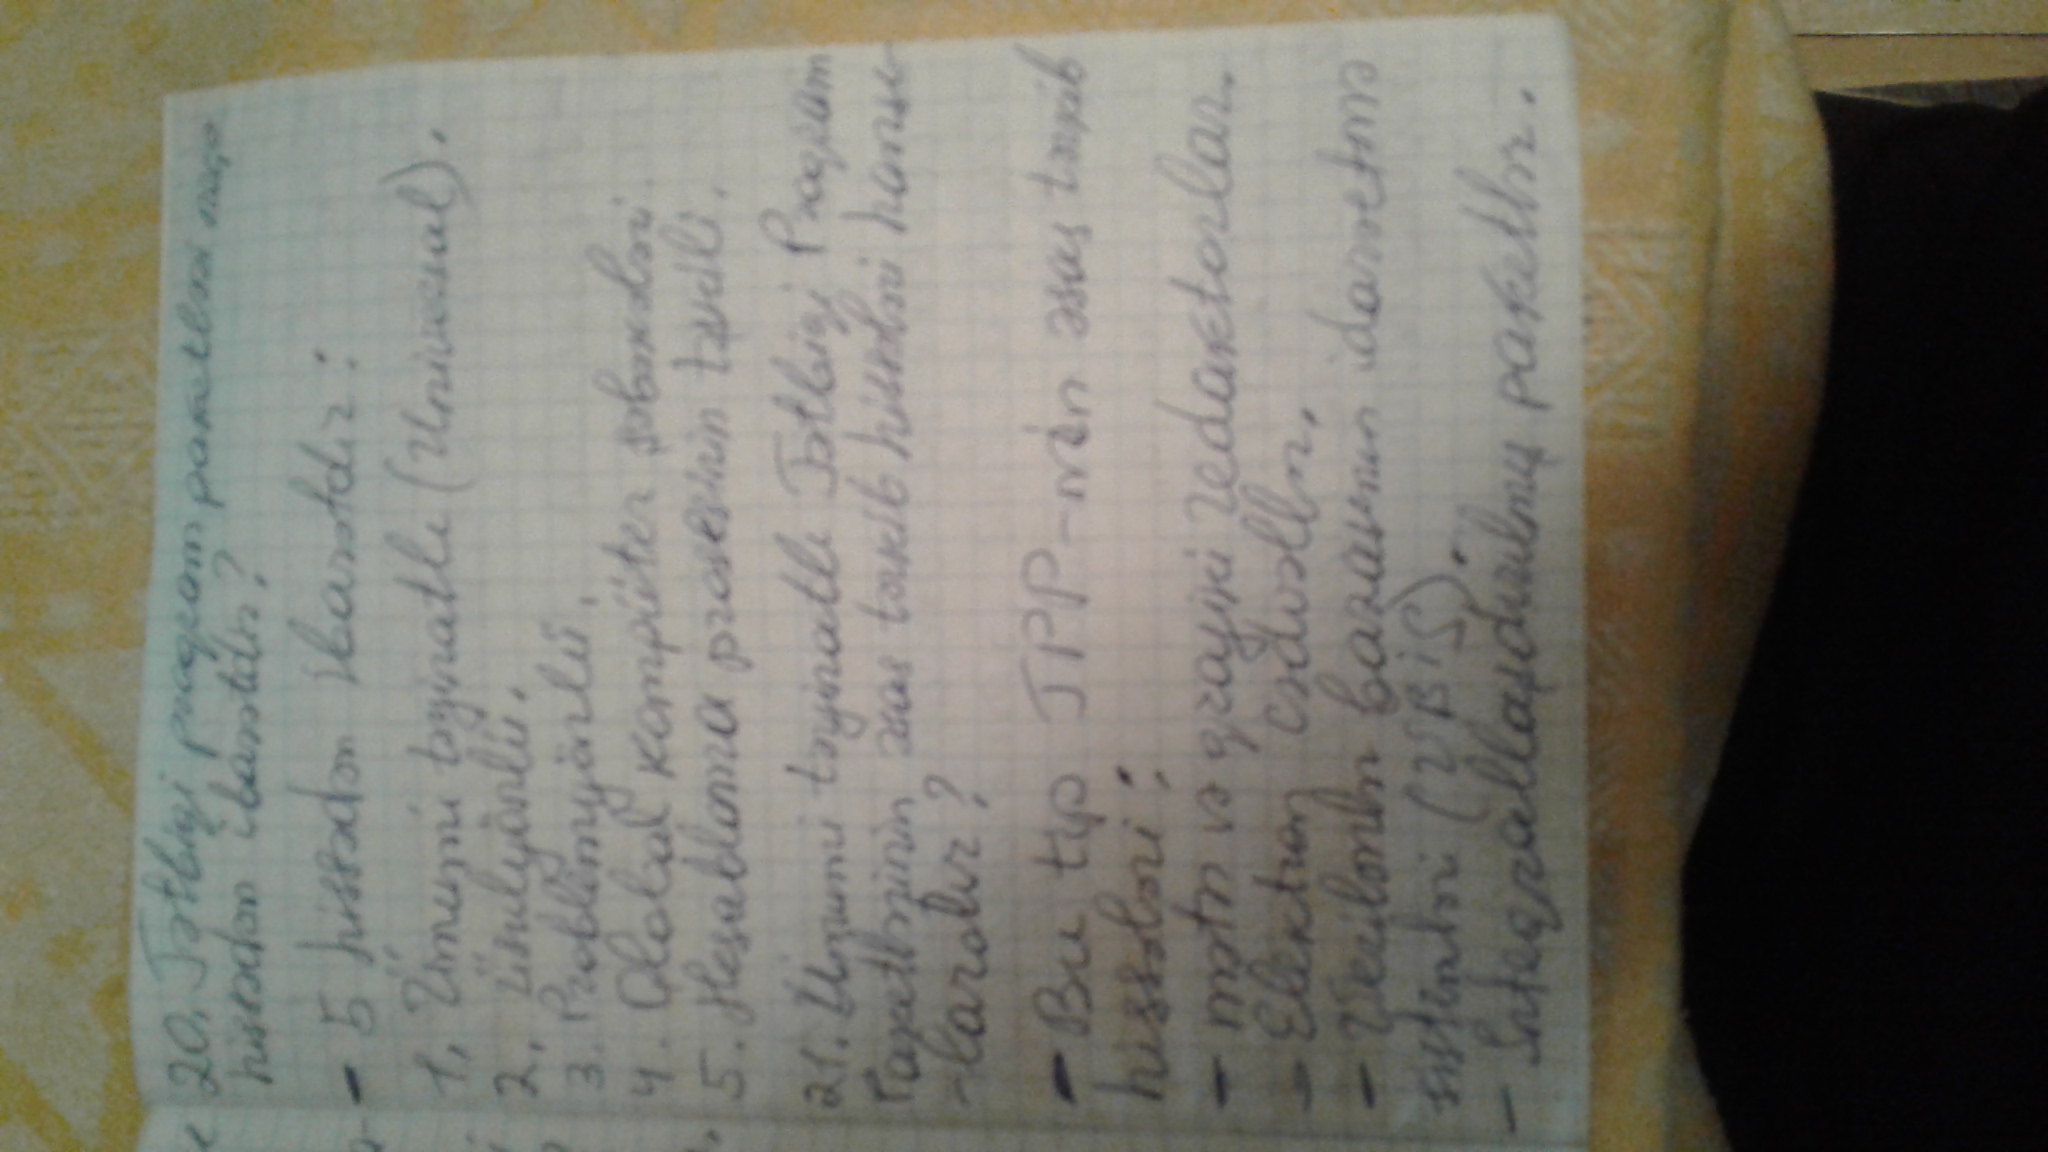 20. Tətbiqi proqram paketləri neçə
hissədən ibarətdir?
- 5 hissədən ibarətdir:
1. Ümumi təyinatlı (Universal).
2. üsulyönlü.
3. Problemyönlü.
4. Qlobal kompüter şəbəkələri.
5. Hesablama prosesinin təşkili.
21. Ümumi təyinatlı Tətbiqi Proqram
Paketlərinin əsas tərkib hissələri hansı-
-lardır?
- Bu tip TPP-nin əsas tərkib
hissələri:
- mətn və qrafiki redaktorlar.
- Elektron cədvəllər.
- Verilənlər bazasının idarəetmə
sistemləri (VBİS).
- İnteqrallaşdırılmış paketlər.